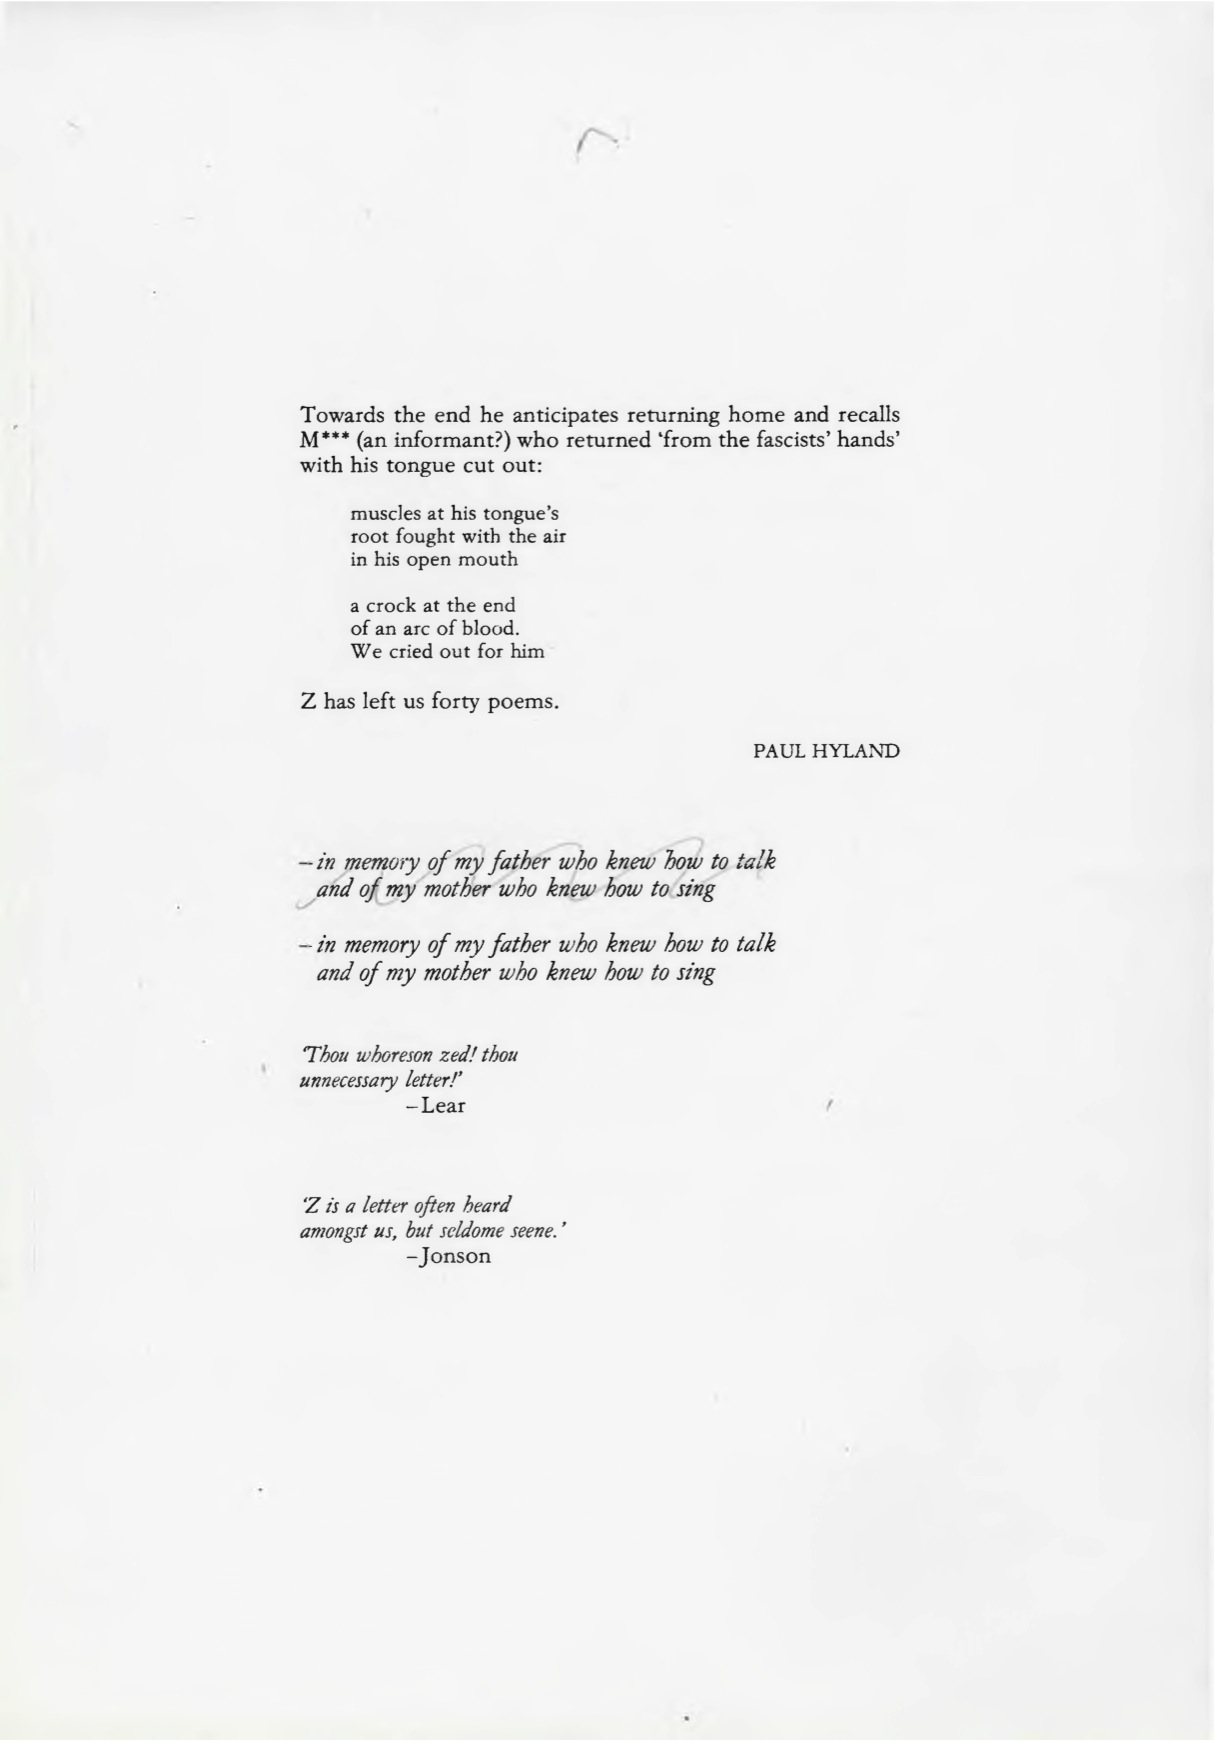 Towards the end he anticipates returning home and recalls
M*** (an informant?) who returned ‘from the fascists’ hands’
with his tongue cut out:
muscles at his tongue’s
root fought with the air
in his open mouth
a crock at the end
of an arc of blood.
We cried out for him
Z has left us forty poems.
PAUL HYLAND
– in memory of my father who knew how to talk
and of my mother who knew how to sing
– in memory of my father who knew how to talk
and of my mother who knew how to sing
‘Thou whoreson zed! thou
unnecessary letter!’
–Lear
‘Z is a letter often heard
amongst us, but seldome seene.’
–Jonson